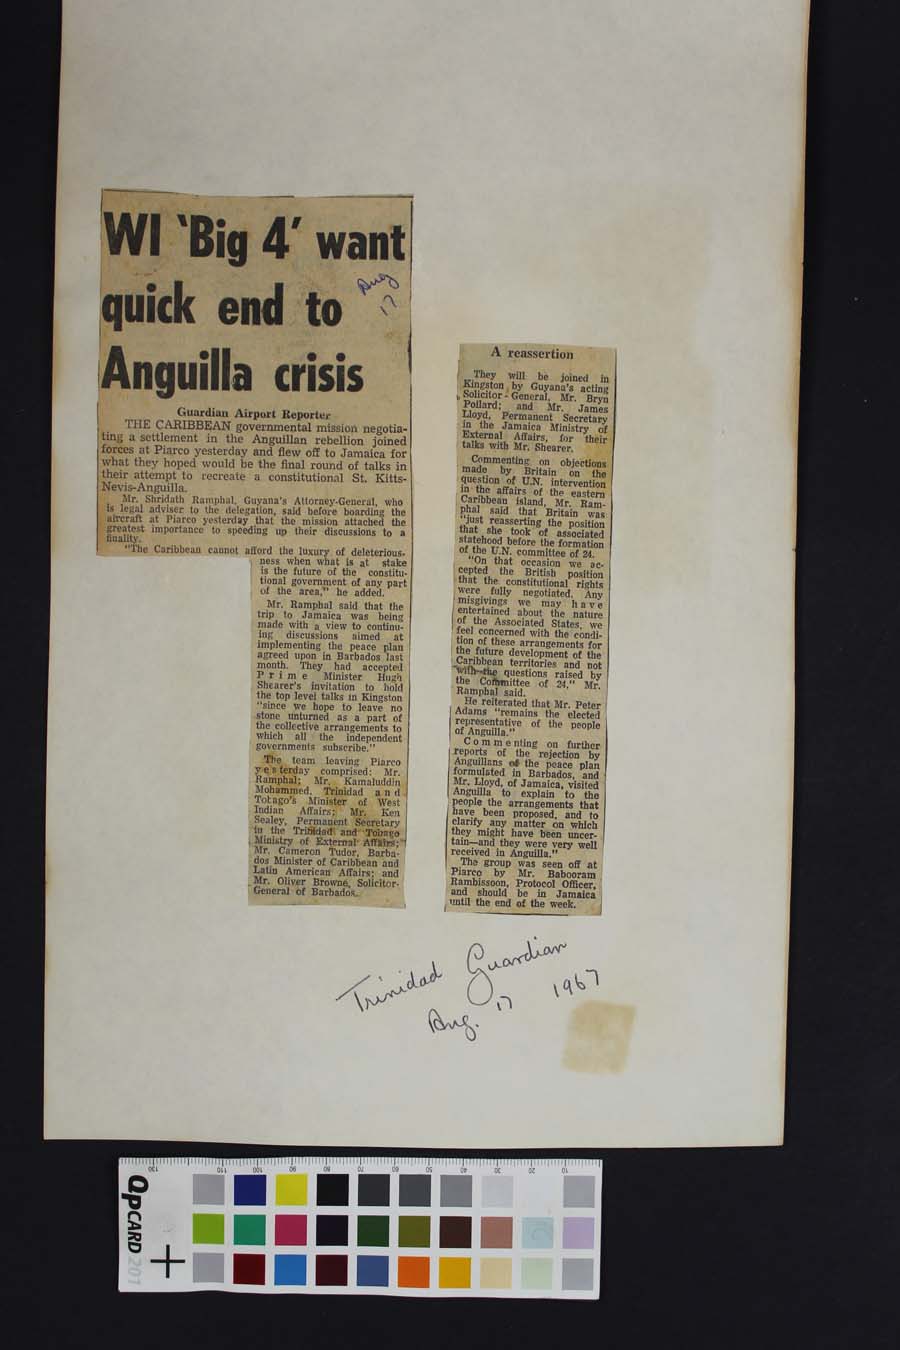 WI 'Big 4' want
quick end to
Anguilla crisis
Aug
17
Guardian Airport Reporter
THE CARIBBEAN governmental mission negotia-
ting a settlement in the Anguillan rebellion joined
forces at Piarco yesterday and flew off to Jamaica for
what they hoped would be the final round of talks in
their attempt to recreate a constitutional St. Kitts-
Nevis-Anguilla.
Mr. Shridath Ramphal, Guyana's Attorney-General, who
is legal adviser to the delegation, said before boarding the
aircraft at Piarco yesterday that the mission attached the
greatest importance to speeding up their discussions to a
finality.
"The Caribbean cannot afford the luxury of deleterious-
ness when what is at stake
is the future of the constitu-
tional government of any part
of the area," he added.
Mr. Ramphal said that the
trip to Jamaica was being
made with a view to continu-
ing discussions aimed at
implementing the peace plan
agreed upon in Barbados last
month. They had accepted
Prime Minister Hugh
Shearer's invitation to hold
the top level talks in Kingston
"since we hope to leave no
stone unturned as a part of
the collective arrangements to
which all the independent
governments subscribe."
The team leaving Piarco
yesterday comprised: Mr.
Ramphal; Mr. Kamaluddin
Mohammed, Trinidad and
Tobago's Minister of West
Indian Affairs; Mr. Ken
Sealey, Permanent Secretary
in the Trinidad and Tobago
Ministry of External Affairs;
Mr. Cameron Tudor, Barba-
dos Minister of Caribbean and
Latin American Affairs; and
Mr. Oliver Browne, Solicitor-
General of Barbados.
A reassertion
They will be joined in
Kingston by Guyana's acting
Solicitor-General, Mr. Bryn
Pollard; and Mr. James
Lloyd, Permanent Secretary
in the Jamaica Ministry of
External Affairs, for their
talks with Mr. Shearer.
Commenting on objections
made by Britain on the
question of U.N. intervention
in the affairs of the eastern
Caribbean island, Mr. Ram-
phal said that Britain was
"just reasserting the position
that she took of associated
statehood before the formation
of the U.N. committee of 24.
"On that occasion we ac-
cepted the British position
that the constitutional rights
were fully negotiated. Any
misgivings we may have
entertained about the nature
of the Associated States, we
feel concerned with the condi-
tion of these arrangements for
the future development of the
Caribbean territories and not
with the questions raised by
the Committee of 24," Mr.
Ramphal said.
He reiterated that Mr. Peter
Adams "remains the elected
representative of the people
of Anguilla."
Commenting on further
reports of the rejection by
Anguillans of the peace plan
formulated in Barbados, and
Mr. Lloyd, of Jamaica, visited
Anguilla to explain to the
people the arrangements that
have been proposed, and to
clarify any matter on which
they might have been uncer-
tain—and they were very well
received in Anguilla."
The group was seen off at
Piarco by Mr. Babooram
Rambissoon, Protocol Officer,
and should be in Jamaica
until the end of the week.
Trinidad Guardian
Aug. 17 1967
130 110 100 90 80 70 60 50 40 30 20 10
QPCARD 201